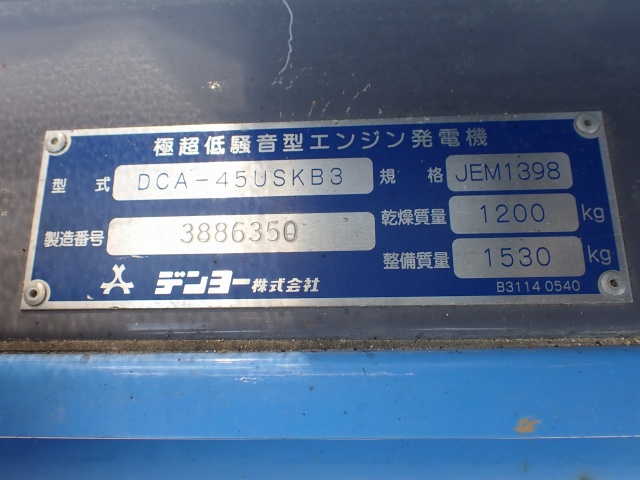 極超低騒音型エンジン発電機
型式 DCA-45USKB3 規格 JEM1398
製造番号 3886350 乾燥質量 1200 kg
整備質量 1530 kg
デンヨー株式会社
B3114 0540